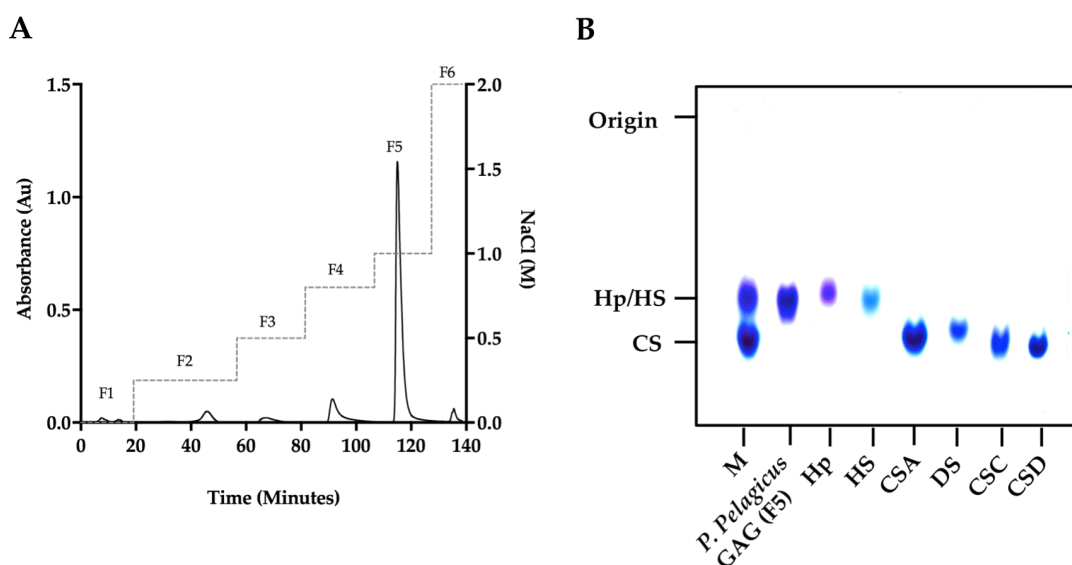 A
B
F6
1.5
2.0
F5
1.5
1.0
Absorbance (Au)
NaCl (M)
1.0
F4
0.5
F3
0.5
F2
F1
0.0
0.0
0 20 40 60 80 100 120 140
Time (Minutes)
Origin
Hp/HS
CS
M
P. Pelagicus
GAG (F5)
Hp
HS
CSA
DS
CSC
CSD